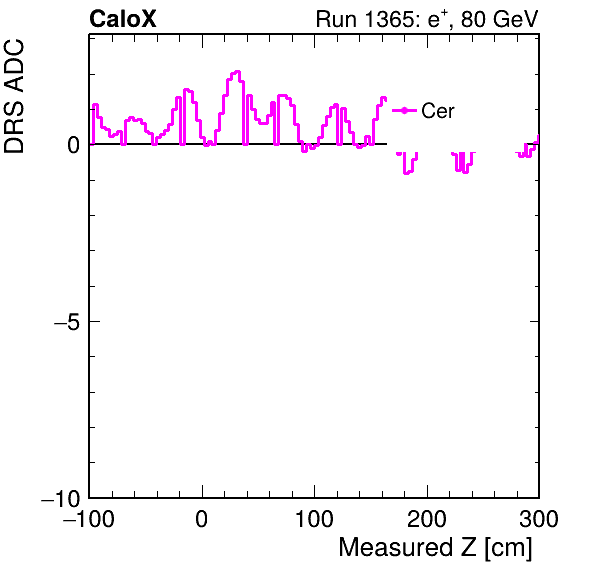 CaloX
Run 1365: e+, 80 GeV
DRS ADC
Cer
0
−5
−10
−100 0 100 200 300
Measured Z [cm]